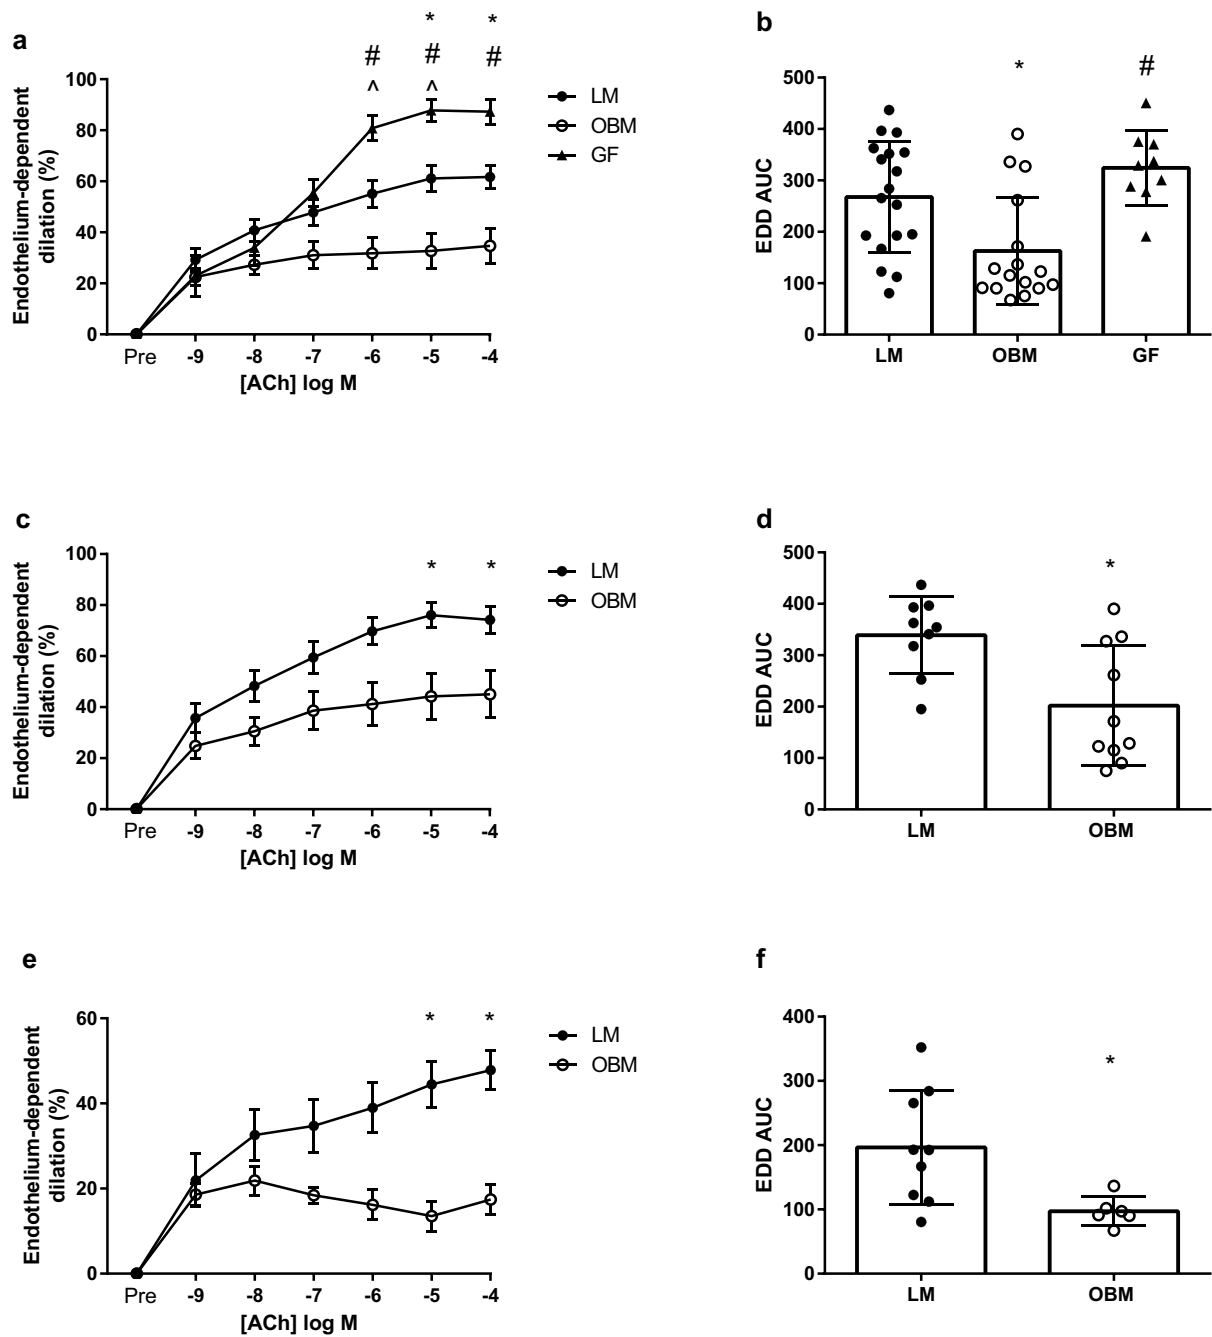 a
* *
# # #
^ ^
100
80
60
40
20
0
Endothelium-dependent
dilation (%)
Pre -9 -8 -7 -6 -5 -4
[ACh] log M
LM
OBM
GF
b
* #
500
400
300
200
100
0
EDD AUC
LM OBM GF
c
* *
100
80
60
40
20
0
Endothelium-dependent
dilation (%)
Pre -9 -8 -7 -6 -5 -4
[ACh] log M
LM
OBM
d
*
500
400
300
200
100
0
EDD AUC
LM OBM
e
* *
60
40
20
0
Endothelium-dependent
dilation (%)
Pre -9 -8 -7 -6 -5 -4
[ACh] log M
LM
OBM
f
*
400
300
200
100
0
EDD AUC
LM OBM